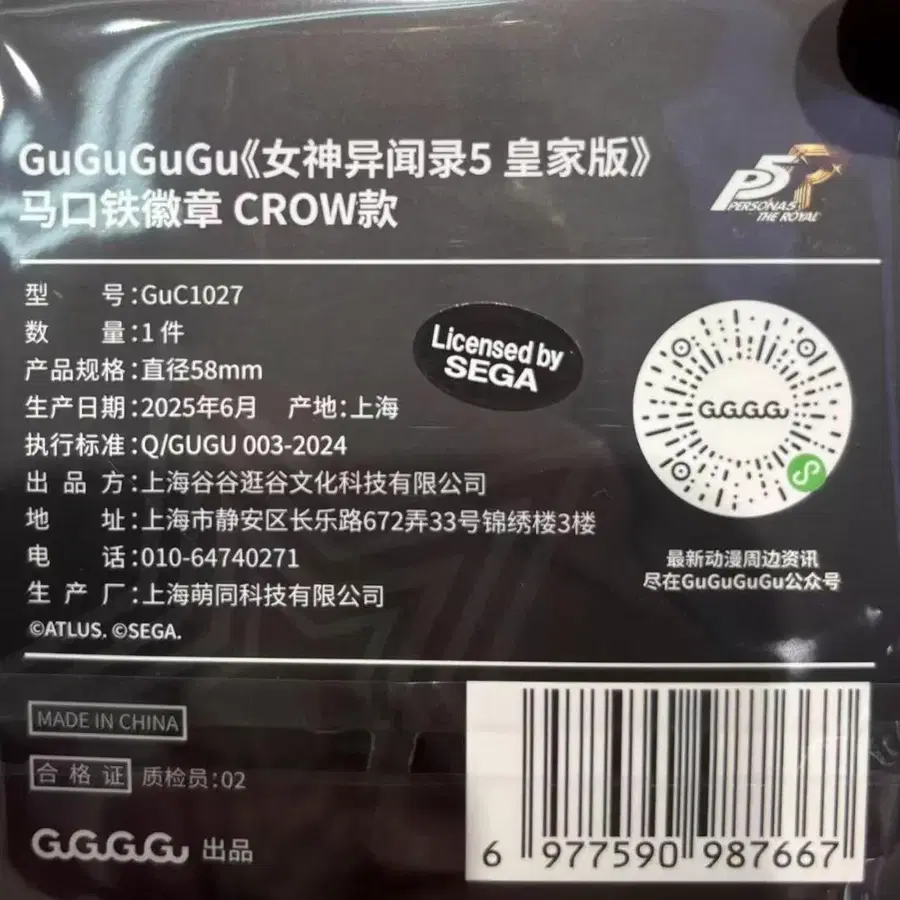 GuGuGuGu《女神异闻录5 皇家版》
马口铁徽章 CROW款
P5R
PERSONA5
THE ROYAL
型 号:GuC1027
数 量:1 件
产品规格:直径58mm
生产日期:2025年6月 产地:上海
执行标准:Q/GUGU 003-2024
出 品 方:上海谷谷逛谷文化科技有限公司
地 址:上海市静安区长乐路672弄33号锦绣楼3楼
电 话:010-64740271
生 产 厂:上海萌同科技有限公司
©ATLUS. ©SEGA.
Licensed by
SEGA
GuGuGuGu
最新动漫周边资讯
尽在GuGuGuGu公众号
MADE IN CHINA
合 格 证 质检员:02
GuGuGuGu 出品
6 977590 987667